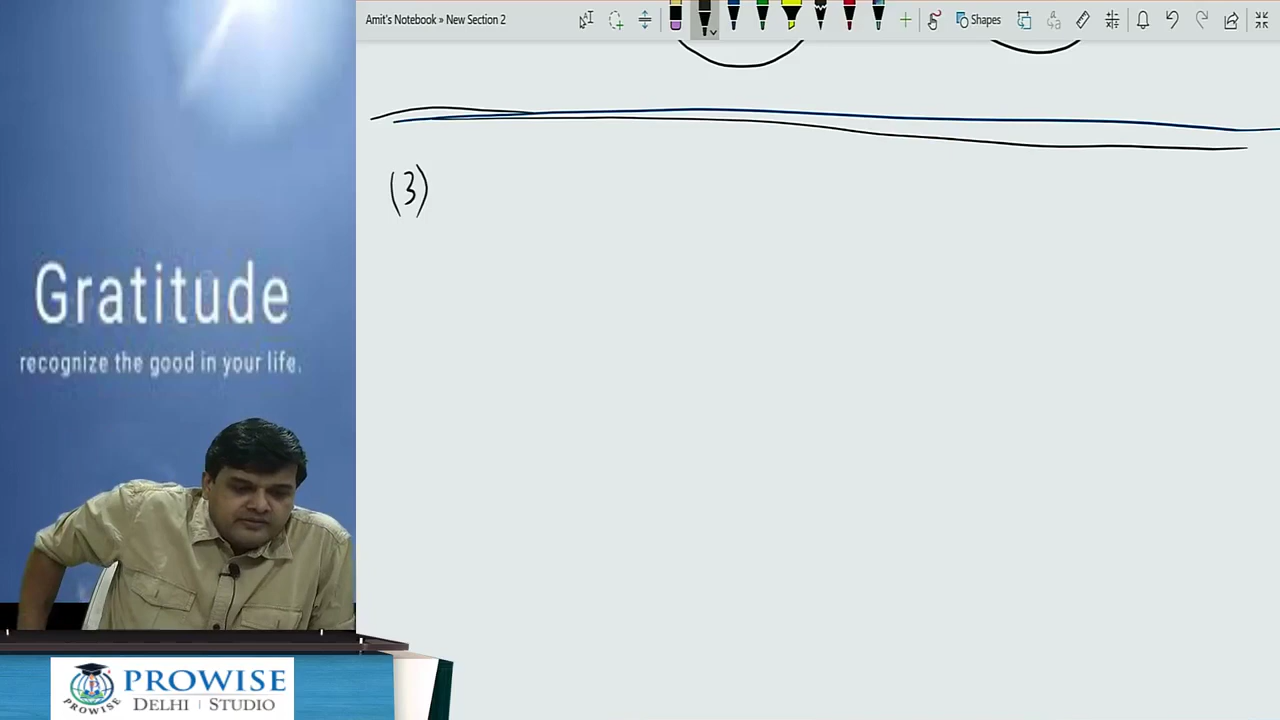 Amit's Notebook » New Section 2
Shapes
(3)
Gratitude
recognize the good in your life.
PROWISE
PROWISE
DELHI | STUDIO